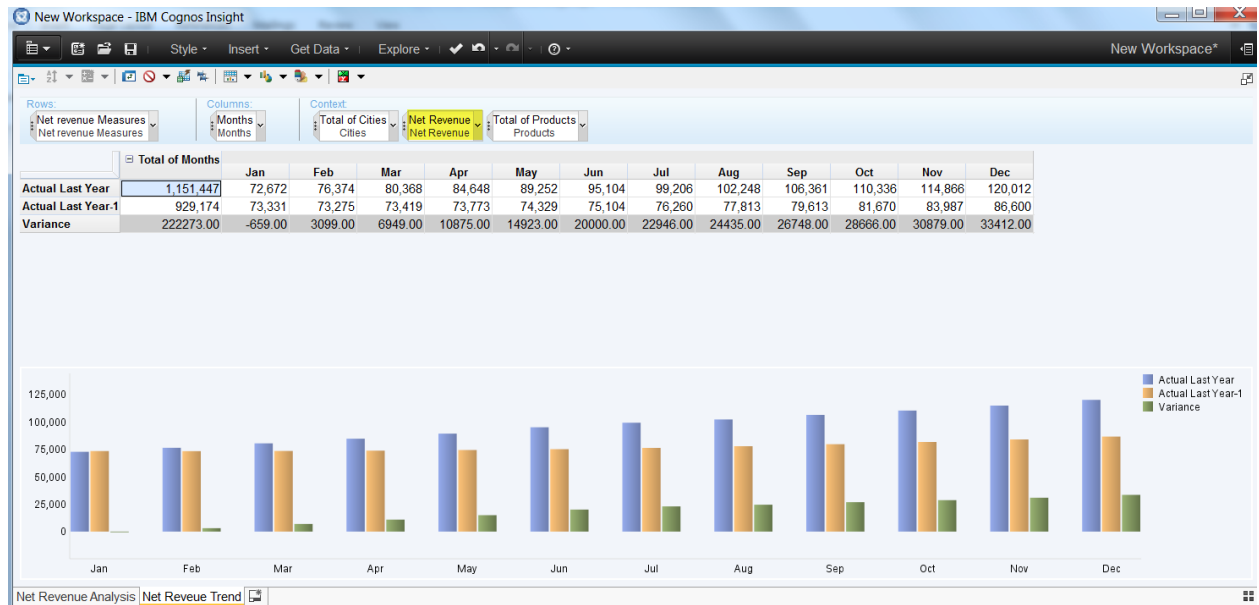 New Workspace - IBM Cognos Insight
Style Insert Get Data Explore New Workspace*
Rows: Columns: Context:
Net revenue Measures Months Total of Cities Net Revenue Total of Products
Net revenue Measures Months Cities Net Revenue Products
Total of Months
Jan Feb Mar Apr May Jun Jul Aug Sep Oct Nov Dec
Actual Last Year 1,151,447 72,672 76,374 80,368 84,648 89,252 95,104 99,206 102,248 106,361 110,336 114,866 120,012
Actual Last Year-1 929,174 73,331 73,275 73,419 73,773 74,329 75,104 76,260 77,813 79,613 81,670 83,987 86,600
Variance 222273.00 -659.00 3099.00 6949.00 10875.00 14923.00 20000.00 22946.00 24435.00 26748.00 28666.00 30879.00 33412.00
Actual Last Year
Actual Last Year-1
Variance
125,000
100,000
75,000
50,000
25,000
0
Jan Feb Mar Apr May Jun Jul Aug Sep Oct Nov Dec
Net Revenue Analysis Net Reveue Trend